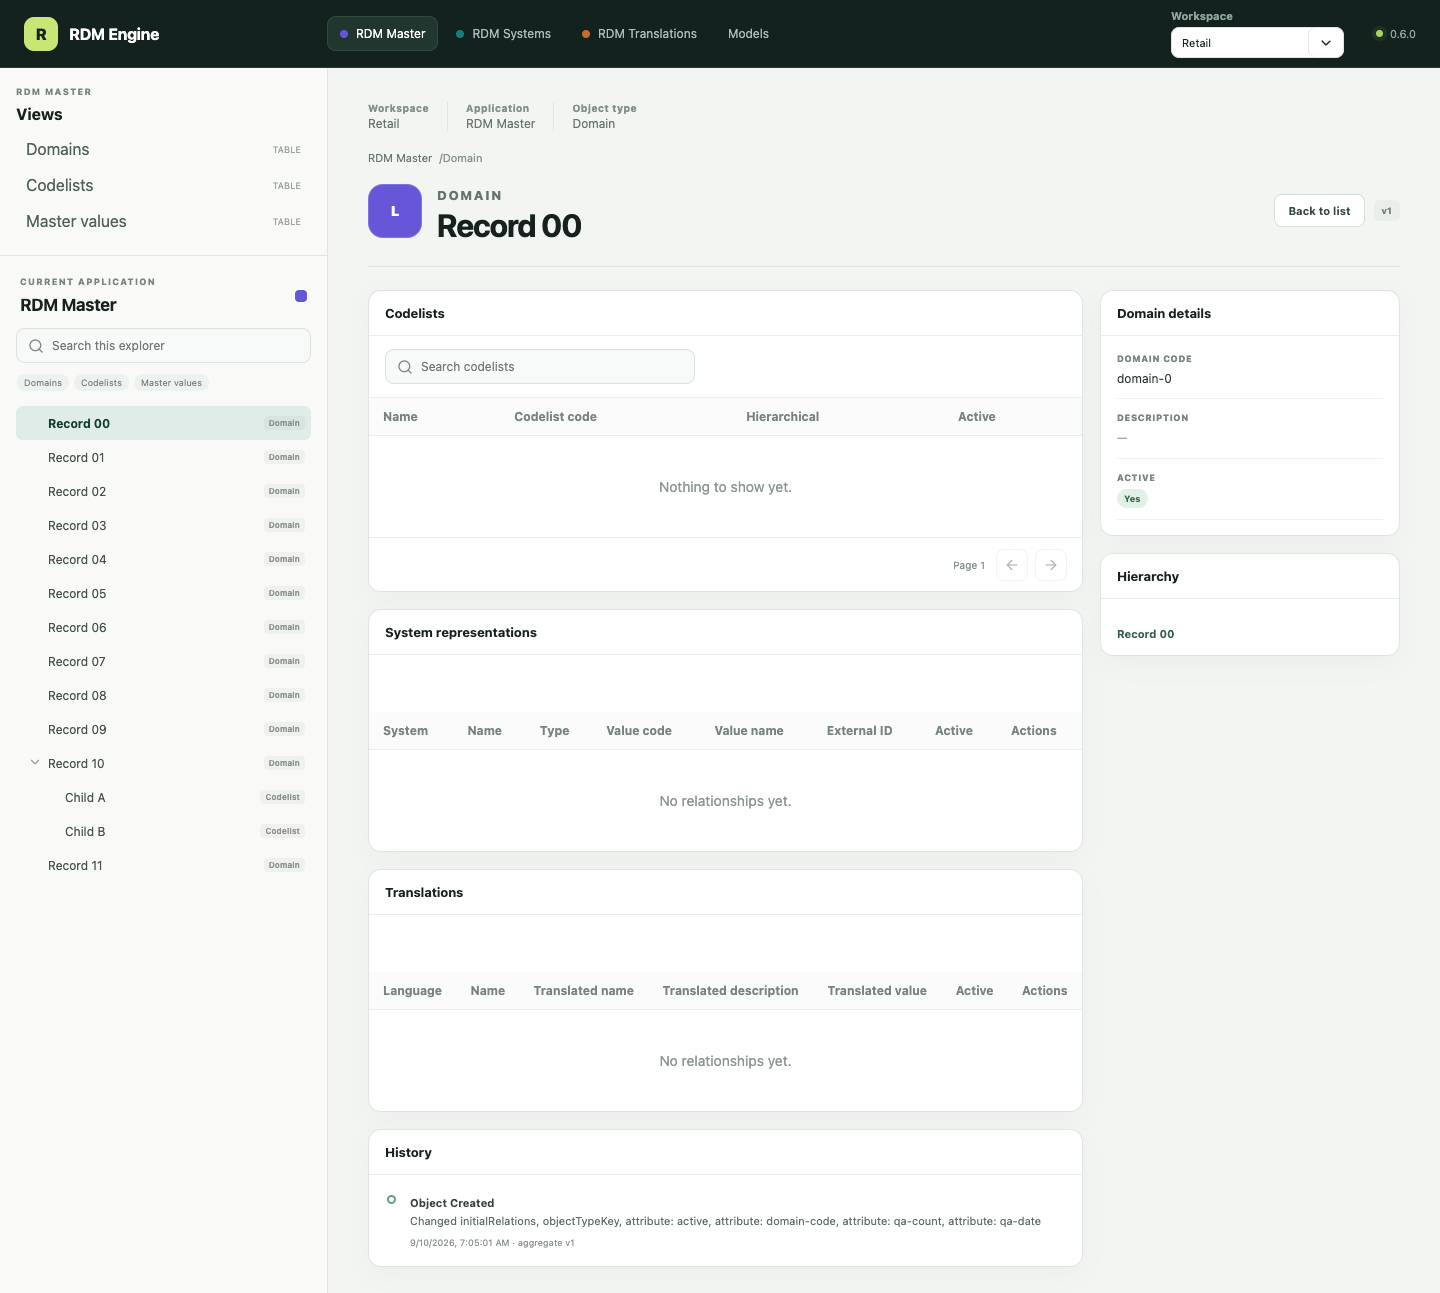 R RDM Engine
RDM Master RDM Systems RDM Translations Models
Workspace
Retail
0.6.0
RDM MASTER
Views
Domains TABLE
Codelists TABLE
Master values TABLE
CURRENT APPLICATION
RDM Master
Search this explorer
Domains Codelists Master values
Record 00 Domain
Record 01 Domain
Record 02 Domain
Record 03 Domain
Record 04 Domain
Record 05 Domain
Record 06 Domain
Record 07 Domain
Record 08 Domain
Record 09 Domain
Record 10 Domain
Child A Codelist
Child B Codelist
Record 11 Domain
Workspace Application Object type
Retail RDM Master Domain
RDM Master /Domain
L
DOMAIN
Record 00
Back to list v1
Codelists
Search codelists
Name Codelist code Hierarchical Active
Nothing to show yet.
Page 1
System representations
System Name Type Value code Value name External ID Active Actions
No relationships yet.
Translations
Language Name Translated name Translated description Translated value Active Actions
No relationships yet.
History
Object Created
Changed initialRelations, objectTypeKey, attribute: active, attribute: domain-code, attribute: qa-count, attribute: qa-date
9/10/2026, 7:05:01 AM · aggregate v1
Domain details
DOMAIN CODE
domain-0
DESCRIPTION
—
ACTIVE
Yes
Hierarchy
Record 00